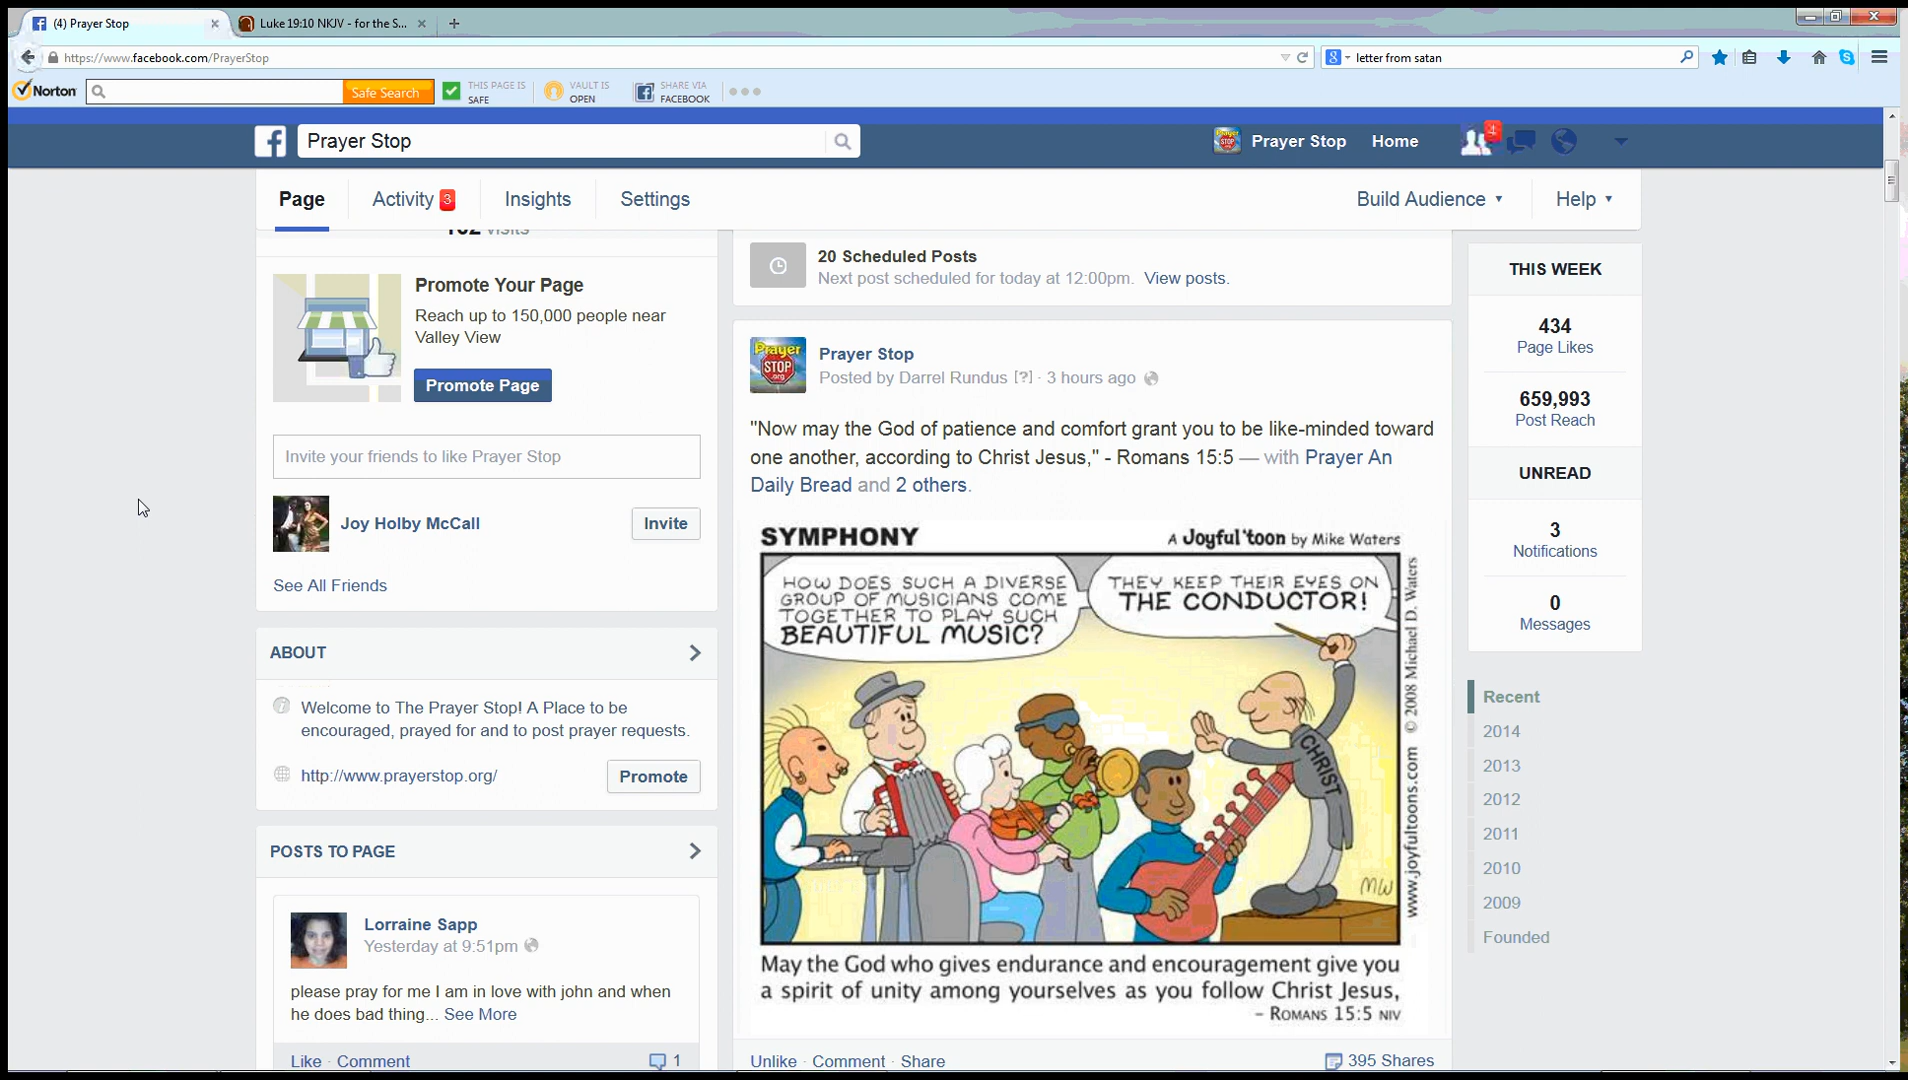 (4) Prayer Stop
Luke 19:10 NKJV - for the S...
https://www.facebook.com/PrayerStop
letter from satan
Norton
Safe Search
THIS PAGE IS
SAFE
VAULT IS
OPEN
SHARE VIA
FACEBOOK
Prayer Stop
Prayer Stop
Home
4
Page
Activity 3
Insights
Settings
Build Audience
Help
visits
Promote Your Page
Reach up to 150,000 people near
Valley View
Promote Page
Invite your friends to like Prayer Stop
Joy Holby McCall
Invite
See All Friends
ABOUT
Welcome to The Prayer Stop! A Place to be
encouraged, prayed for and to post prayer requests.
http://www.prayerstop.org/
Promote
POSTS TO PAGE
Lorraine Sapp
Yesterday at 9:51pm
please pray for me I am in love with john and when
he does bad thing... See More
Like · Comment
1
20 Scheduled Posts
Next post scheduled for today at 12:00pm. View posts.
Prayer
STOP
.org
Prayer Stop
Posted by Darrel Rundus [?] · 3 hours ago
"Now may the God of patience and comfort grant you to be like-minded toward
one another, according to Christ Jesus," - Romans 15:5 — with Prayer An
Daily Bread and 2 others.
SYMPHONY
A Joyful 'toon by Mike Waters
HOW DOES SUCH A DIVERSE
GROUP OF MUSICIANS COME
TOGETHER TO PLAY SUCH
BEAUTIFUL MUSIC?
THEY KEEP THEIR EYES ON
THE CONDUCTOR!
CHRIST
MW
www.joyfultoons.com © 2008 Michael D. Waters
May the God who gives endurance and encouragement give you
a spirit of unity among yourselves as you follow Christ Jesus,
- ROMANS 15:5 NIV
Unlike · Comment · Share
395 Shares
THIS WEEK
434
Page Likes
659,993
Post Reach
UNREAD
3
Notifications
0
Messages
Recent
2014
2013
2012
2011
2010
2009
Founded